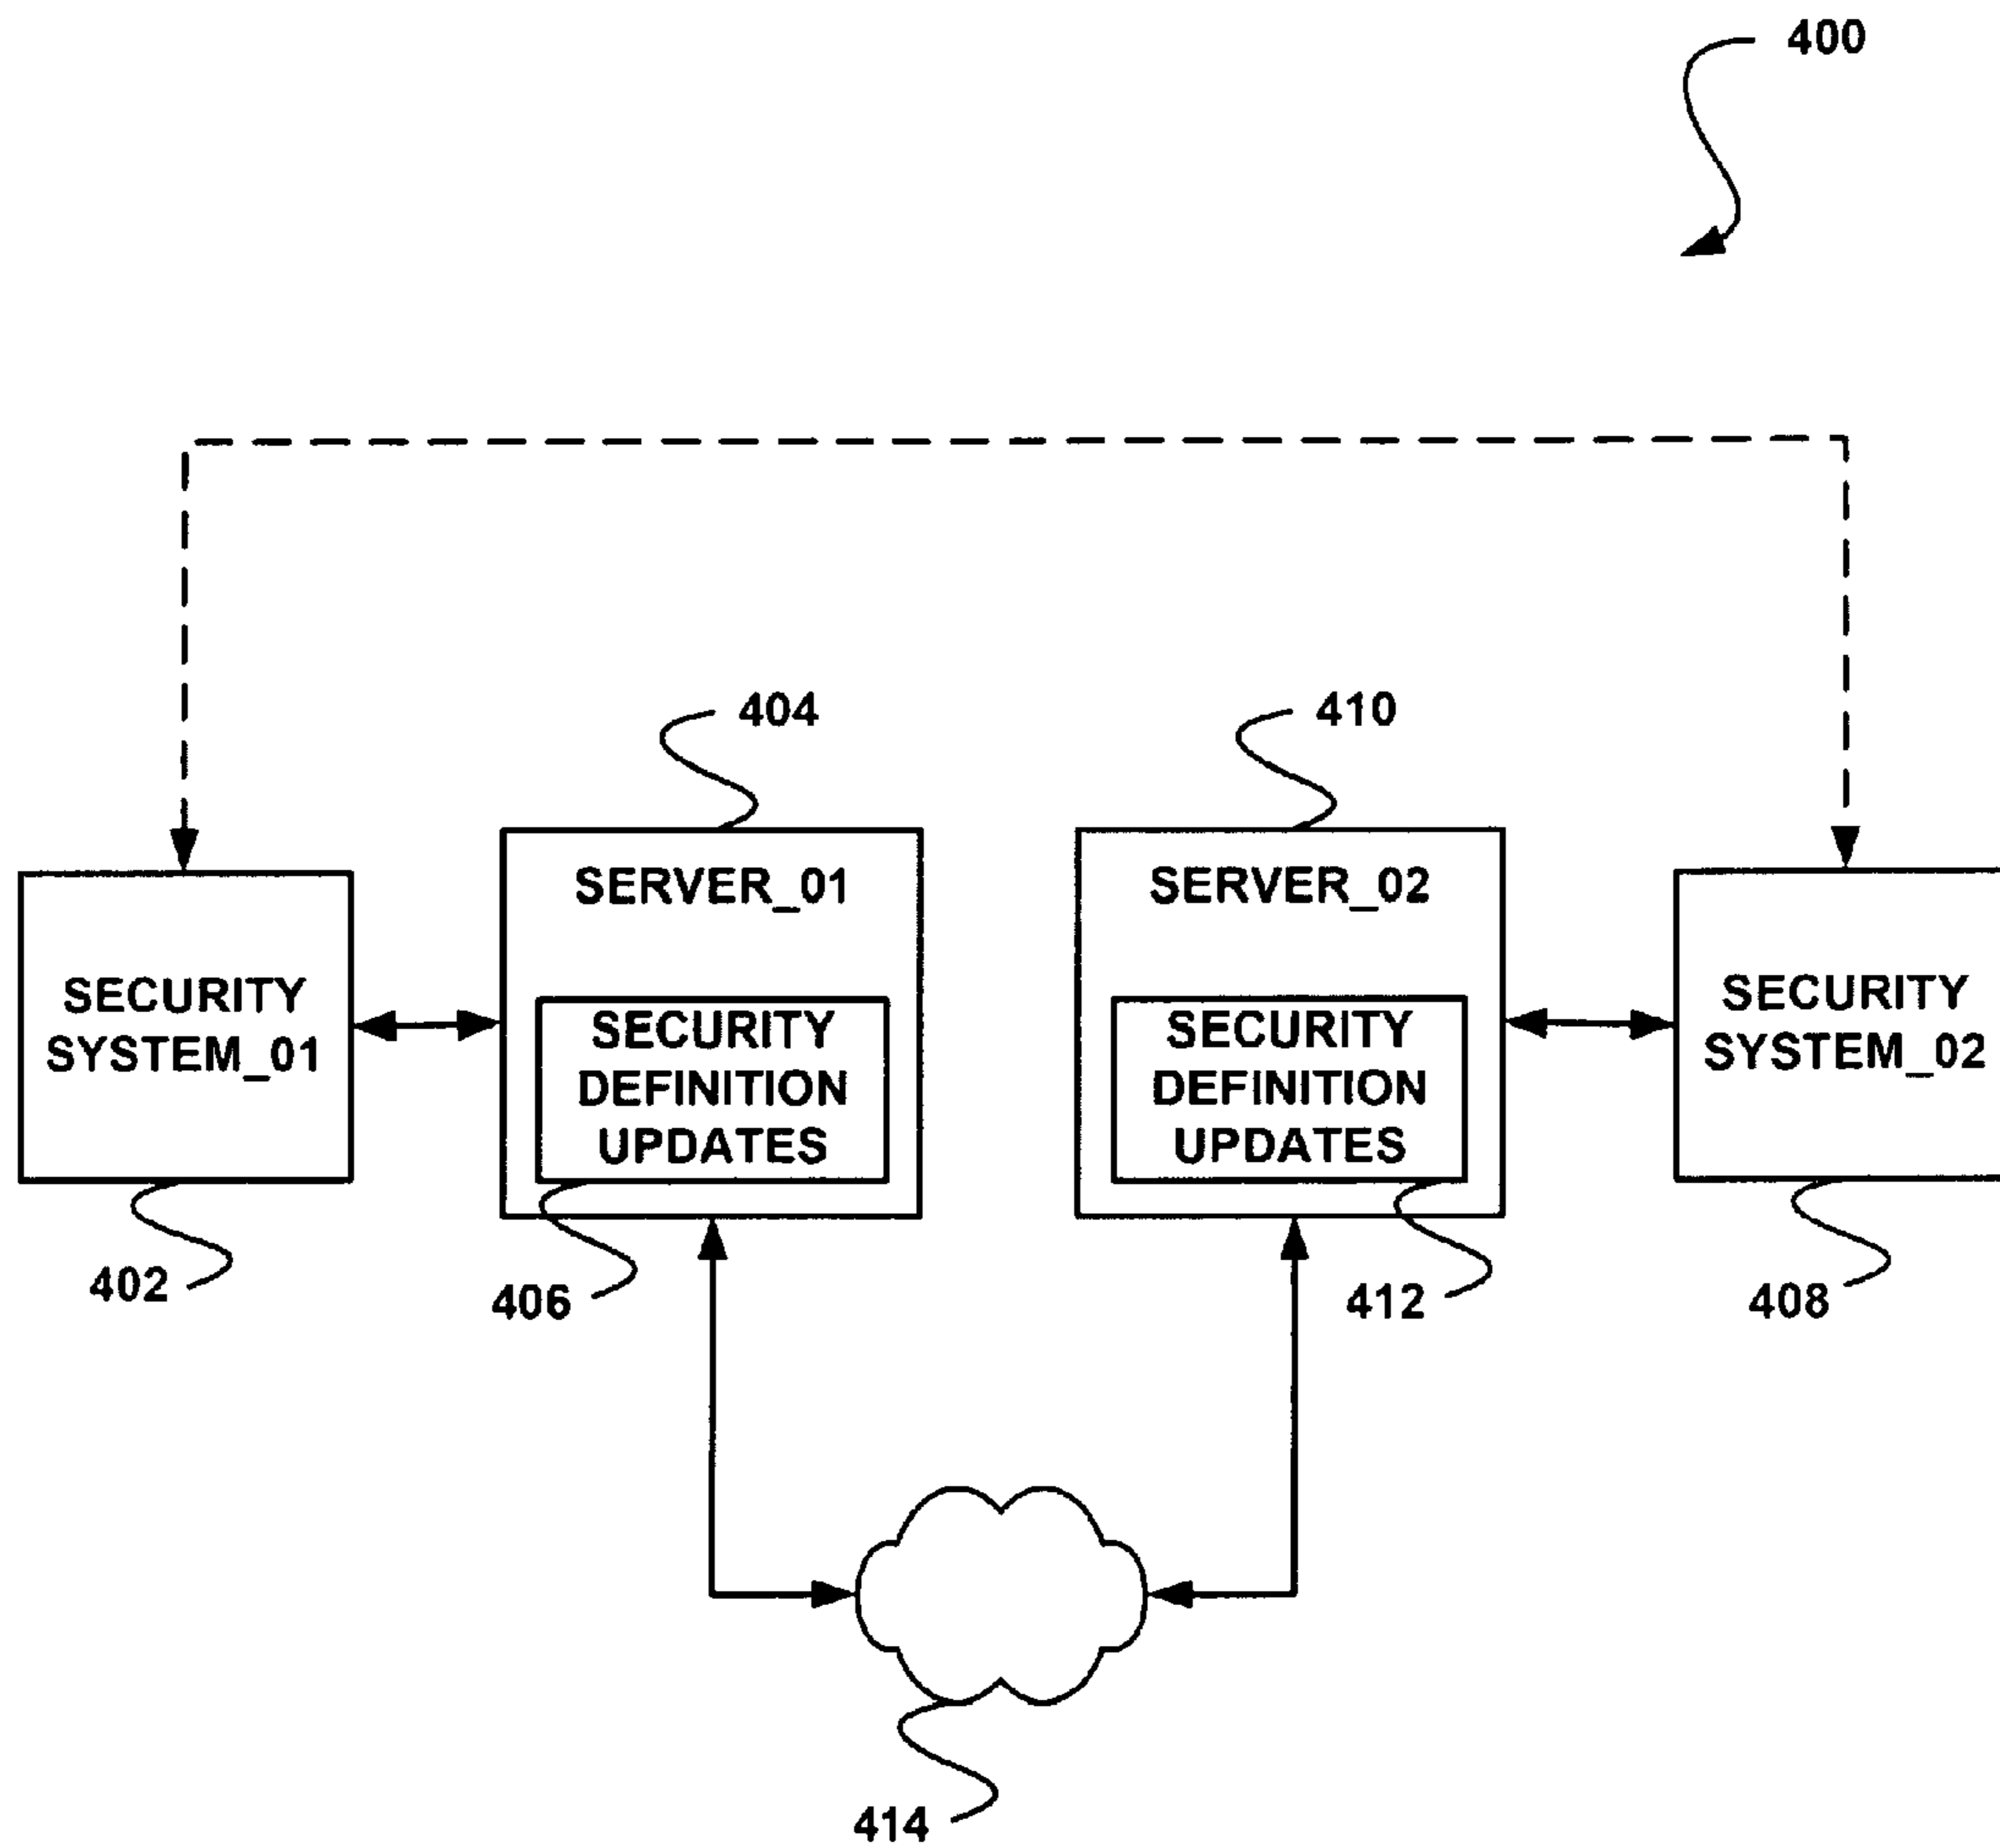 400
404
410
SERVER_01
SERVER_02
SECURITY
SYSTEM_01
SECURITY
DEFINITION
UPDATES
SECURITY
DEFINITION
UPDATES
SECURITY
SYSTEM_02
402
406
412
408
414